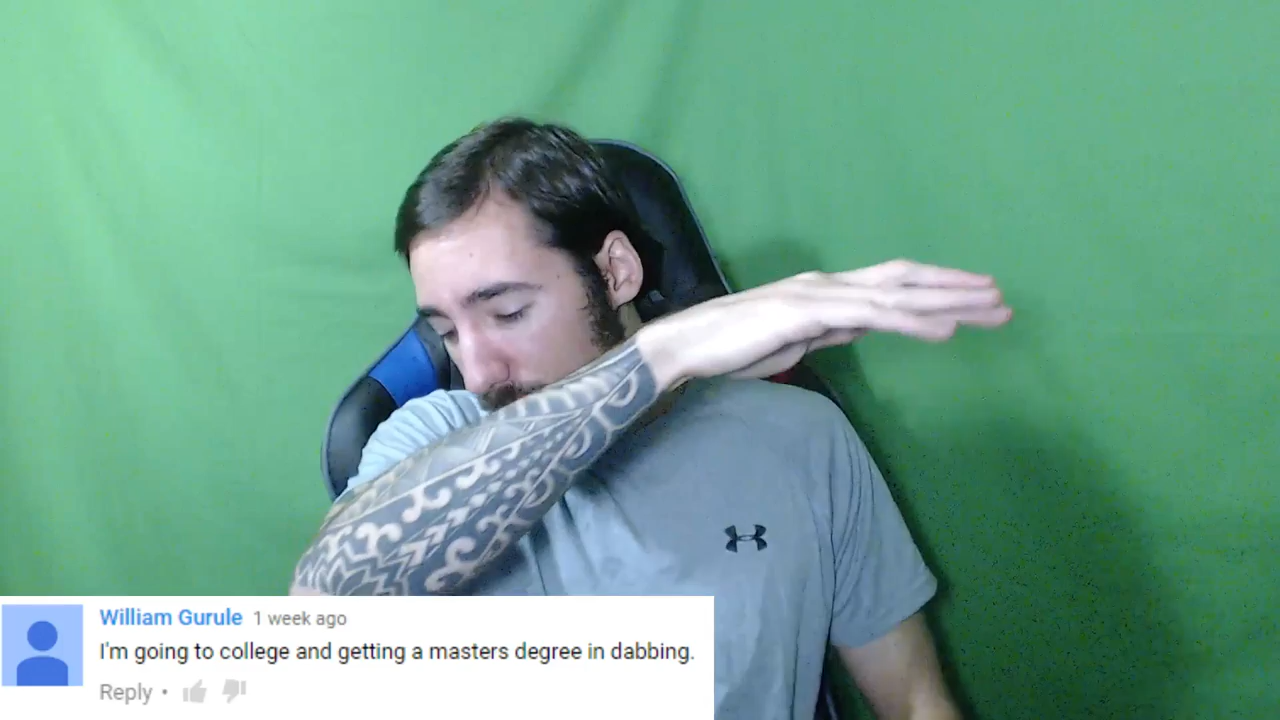 William Gurule 1 week ago
I'm going to college and getting a masters degree in dabbing.
Reply •